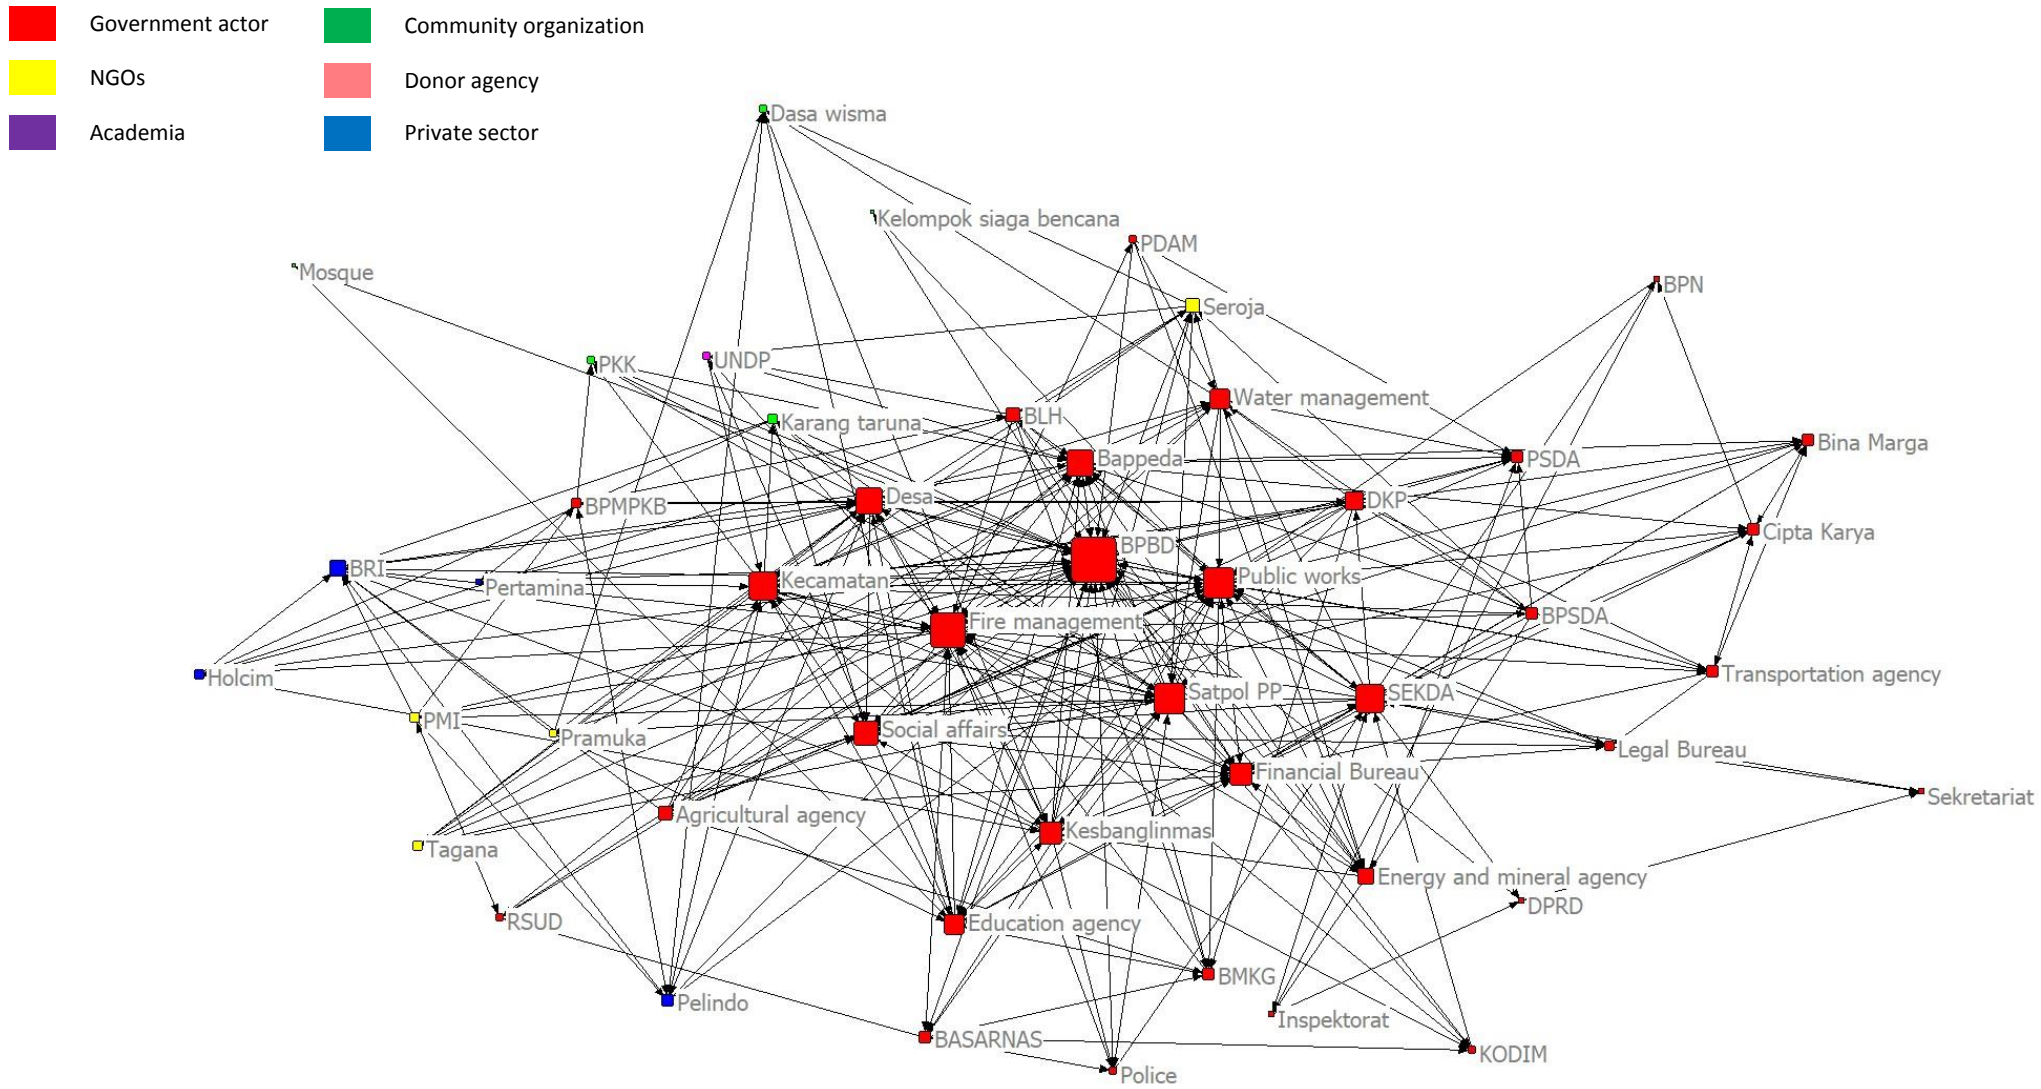 Government actor
Community organization
NGOs
Donor agency
Academia
Private sector
Dasa wisma
Kelompok siaga bencana
PDAM
Mosque
BPN
Seroja
PKK
UNDP
Water management
Karang taruna
BLH
Bina Marga
Bappeda
PSDA
Desa
DKP
BPMPKB
Cipta Karya
BPBD
BRI
Pertamina
Kecamatan
Public works
Fire management
BPSDA
Holcim
Transportation agency
Satpol PP
SEKDA
PMI
Pramuka
Social affairs
Legal Bureau
Financial Bureau
Sekretariat
Agricultural agency
Kesbanglinmas
Tagana
Energy and mineral agency
DPRD
RSUD
Education agency
BMKG
Pelindo
Inspektorat
BASARNAS
KODIM
Police